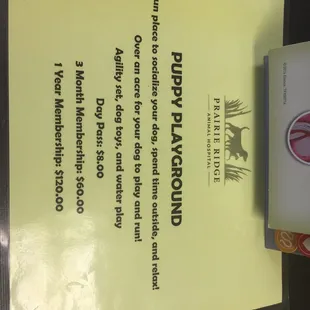 PRAIRIE RIDGE
ANIMAL HOSPITAL
PUPPY PLAYGROUND
un place to socialize your dog, spend time outside, and relax!
Over an acre for your dog to play and run!
Agility set, dog toys, and water play
Day Pass: $8.00
3 Month Membership: $60.00
1 Year Membership: $120.00